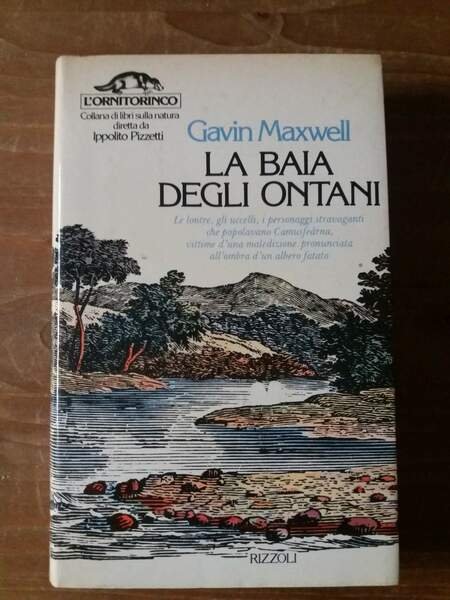 L'ORNITORINCO
Collana di libri sulla natura
diretta da
Ippolito Pizzetti
Gavin Maxwell
LA BAIA
DEGLI ONTANI
Le lontre, gli uccelli, i personaggi stravaganti
che popolavano Camusfeàrna,
vittime d'una maledizione pronunciata
all'ombra d'un albero fatato
RIZZOLI